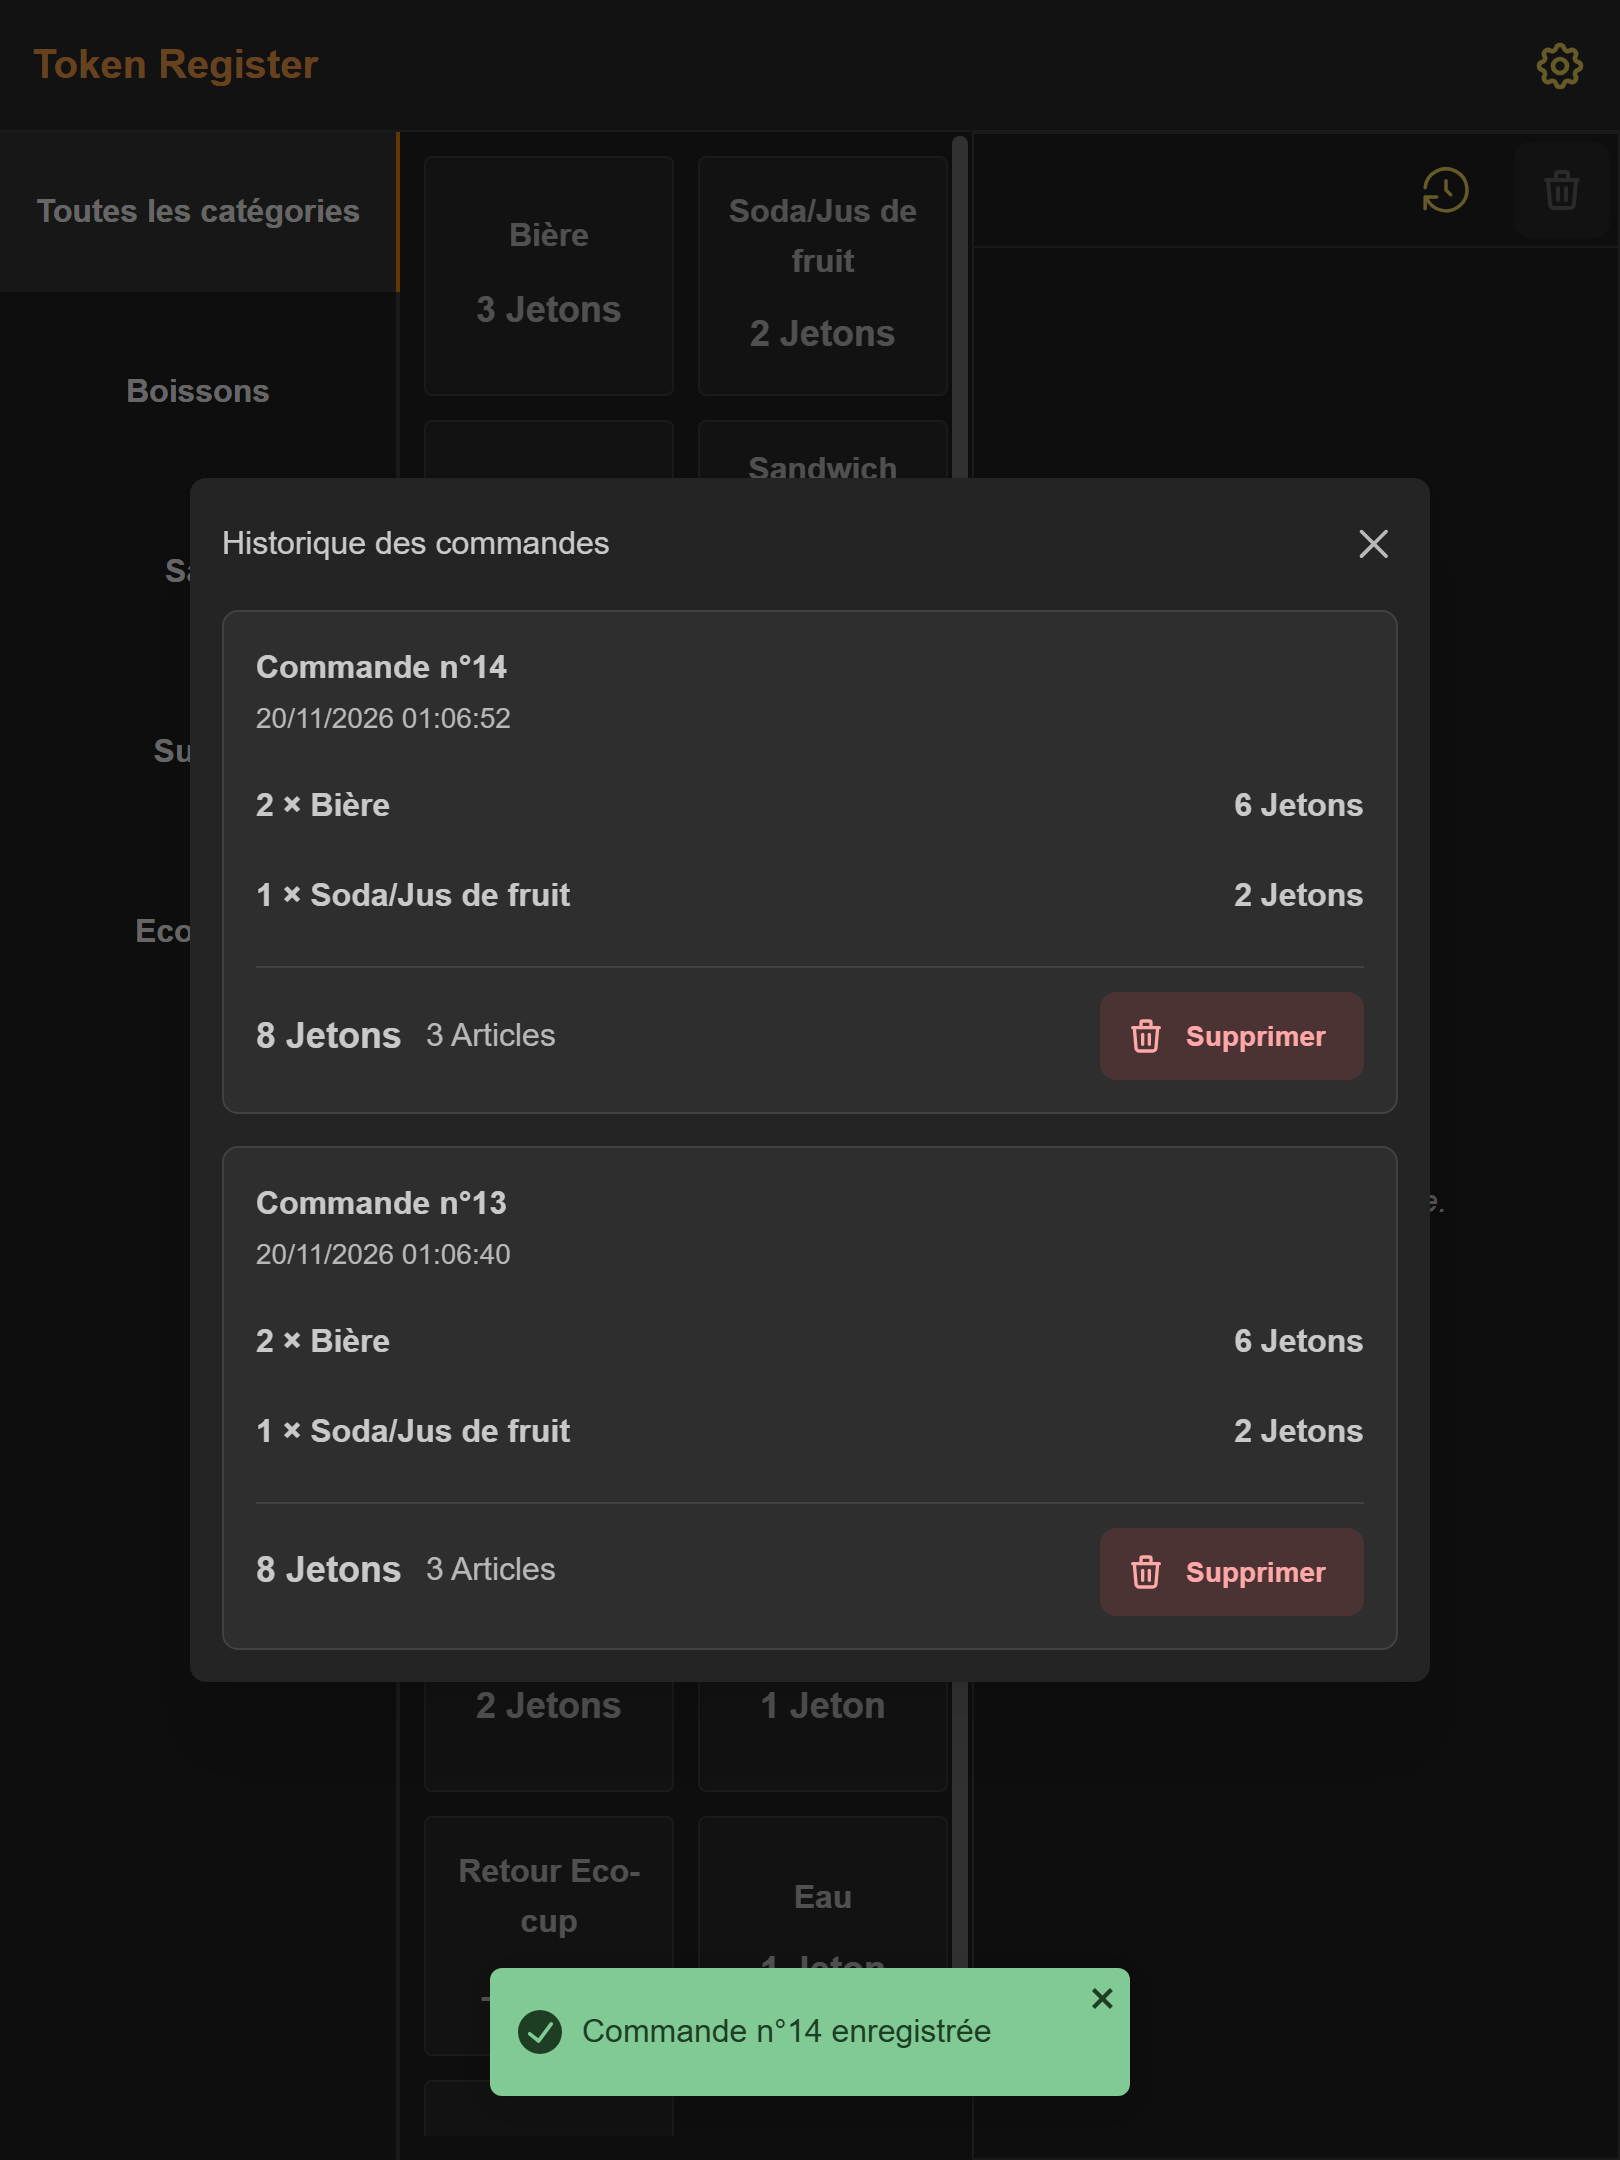 Token Register
Toutes les catégories
Boissons
Bière
3 Jetons
Soda/Jus de
fruit
2 Jetons
Sandwich
Historique des commandes
Commande n°14
20/11/2026 01:06:52
2 × Bière
6 Jetons
1 × Soda/Jus de fruit
2 Jetons
8 Jetons 3 Articles
Supprimer
Commande n°13
20/11/2026 01:06:40
2 × Bière
6 Jetons
1 × Soda/Jus de fruit
2 Jetons
8 Jetons 3 Articles
Supprimer
2 Jetons
1 Jeton
Retour Eco-
cup
Eau
1 Jeton
Commande n°14 enregistrée